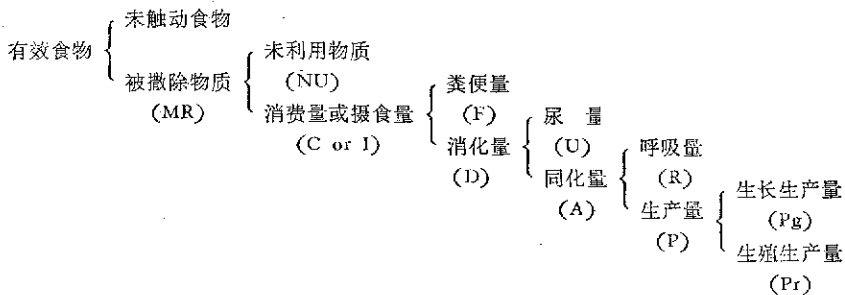 未触动食物
有效食物
被撒除物质
(MR)
未利用物质
(NU)
消费量或摄食量
(C or I)
粪便量
(F)
消化量
(D)
尿 量
(U)
同化量
(A)
呼吸量
(R)
生产量
(P)
生长生产量
(Pg)
生殖生产量
(Pr)